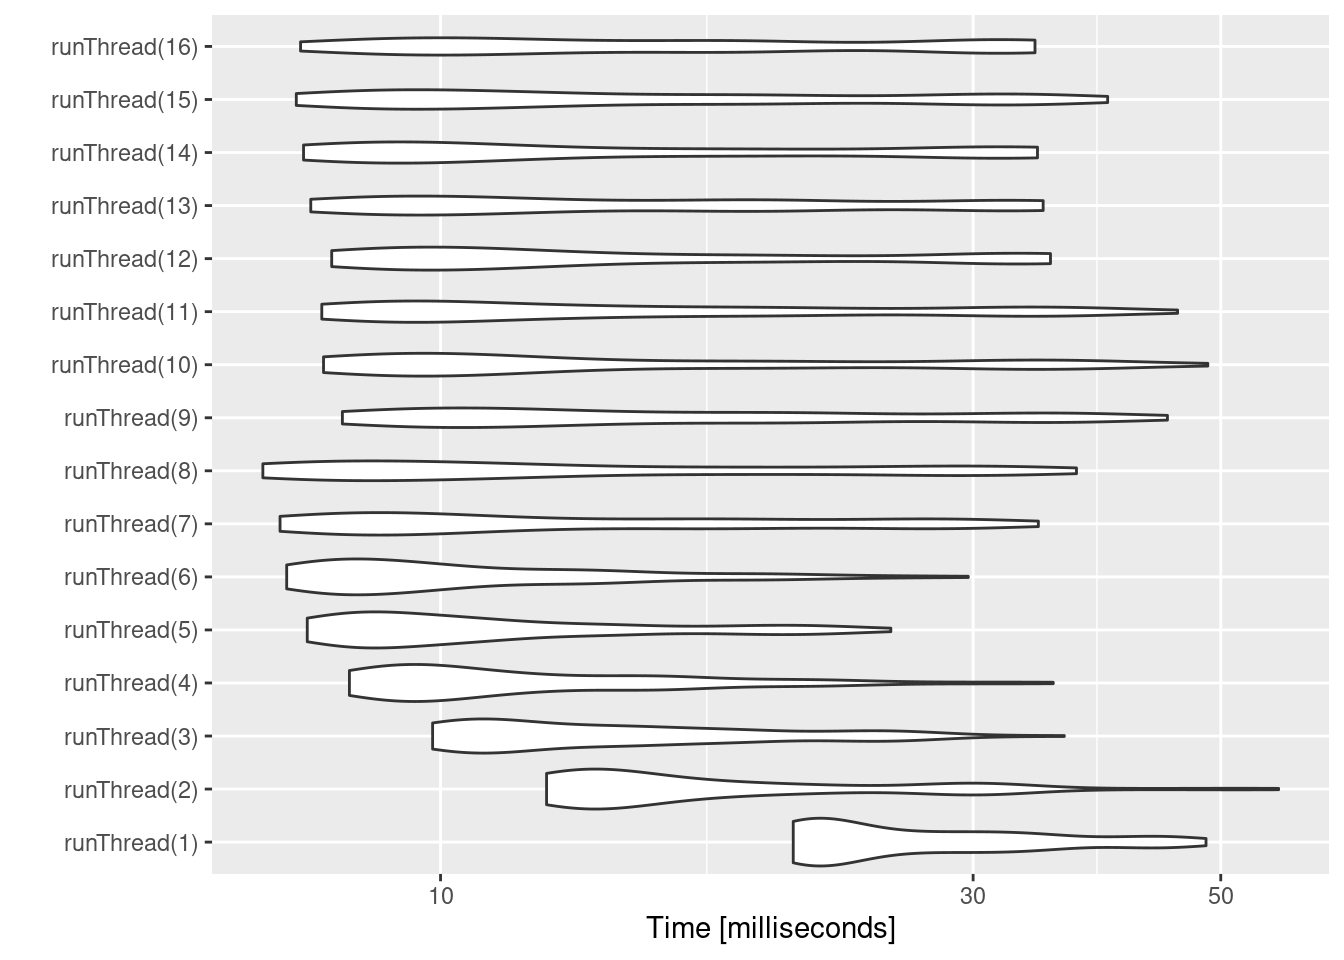 runThread(16)
runThread(15)
runThread(14)
runThread(13)
runThread(12)
runThread(11)
runThread(10)
runThread(9)
runThread(8)
runThread(7)
runThread(6)
runThread(5)
runThread(4)
runThread(3)
runThread(2)
runThread(1)
10 30 50
Time [milliseconds]